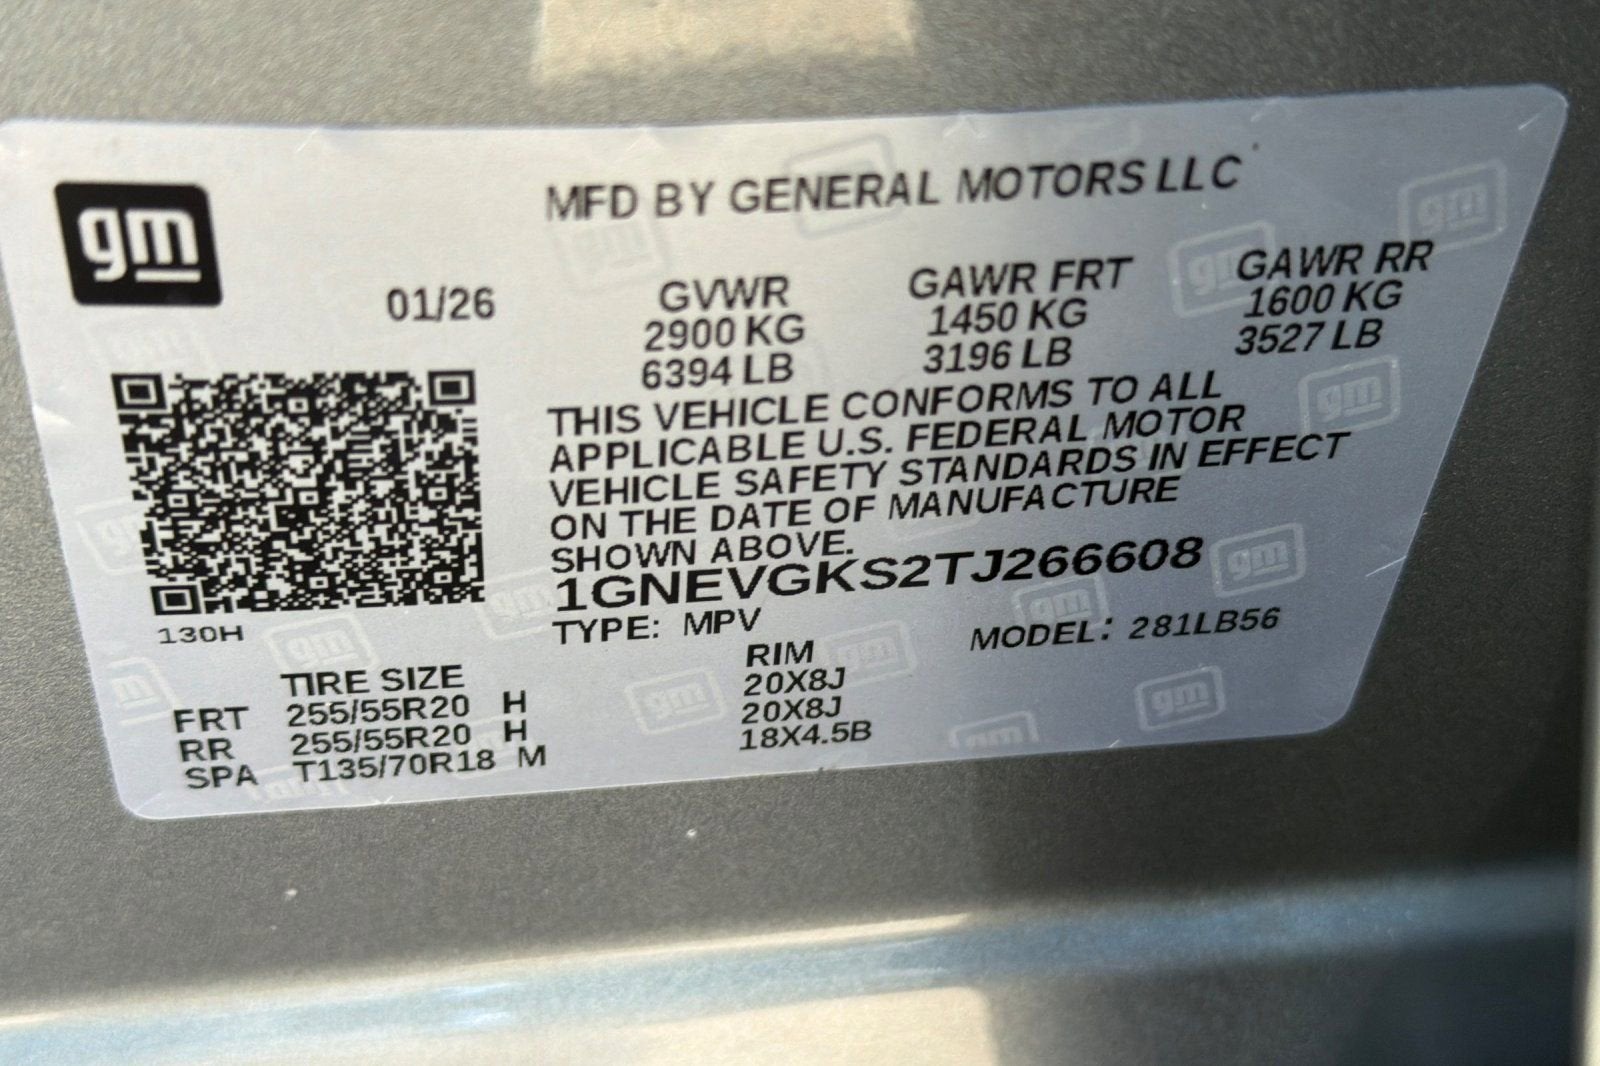 gm
MFD BY GENERAL MOTORS LLC
01/26
GVWR GAWR FRT GAWR RR
2900 KG 1450 KG 1600 KG
6394 LB 3196 LB 3527 LB
THIS VEHICLE CONFORMS TO ALL
APPLICABLE U.S. FEDERAL MOTOR
VEHICLE SAFETY STANDARDS IN EFFECT
ON THE DATE OF MANUFACTURE
SHOWN ABOVE.
1GNEVGKS2TJ266608
130H
TYPE: MPV MODEL: 281LB56
TIRE SIZE RIM
FRT 255/55R20 H 20X8J
RR 255/55R20 H 20X8J
SPA T135/70R18 M 18X4.5B